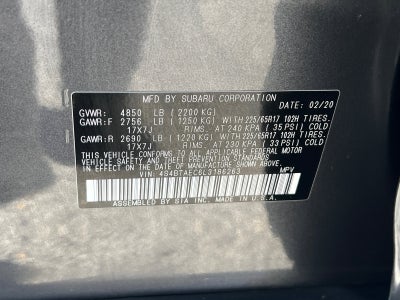 MFD BY SUBARU CORPORATION 02/20
GVWR: 4850 LB (2200 KG)
GAWR:F 2756 LB (1250 KG) WITH 225/65R17 102H TIRES.
17X7J RIMS. AT 240 KPA (35 PSI) COLD
GAWR:R 2690 LB (1220 KG) WITH 225/65R17 102H TIRES.
17X7J RIMS. AT 230 KPA (33 PSI) COLD
THIS VEHICLE CONFORMS TO ALL APPLICABLE FEDERAL
MOTOR VEHICLE SAFETY, BUMPER, AND THEFT
PREVENTION STANDARDS IN EFFECT ON THE DATE
OF MANUFACTURE SHOWN ABOVE.
VIN: 4S4BTAEC6L3186263 MPV
ASSEMBLED BY SIA INC. MADE IN U.S.A.